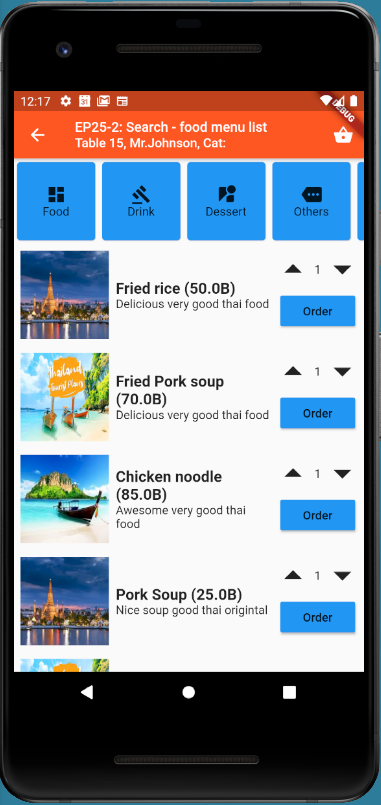 12:17
DEBUG
EP25-2: Search - food menu list
Table 15, Mr.Johnson, Cat:
Food
Drink
Dessert
Others
Fried rice (50.0B)
Delicious very good thai food
1
Order
Thailand
Tourist Places
Fried Pork soup
(70.0B)
Delicious very good thai food
1
Order
Chicken noodle
(85.0B)
Awesome very good thai
food
1
Order
Pork Soup (25.0B)
Nice soup good thai origintal
1
Order